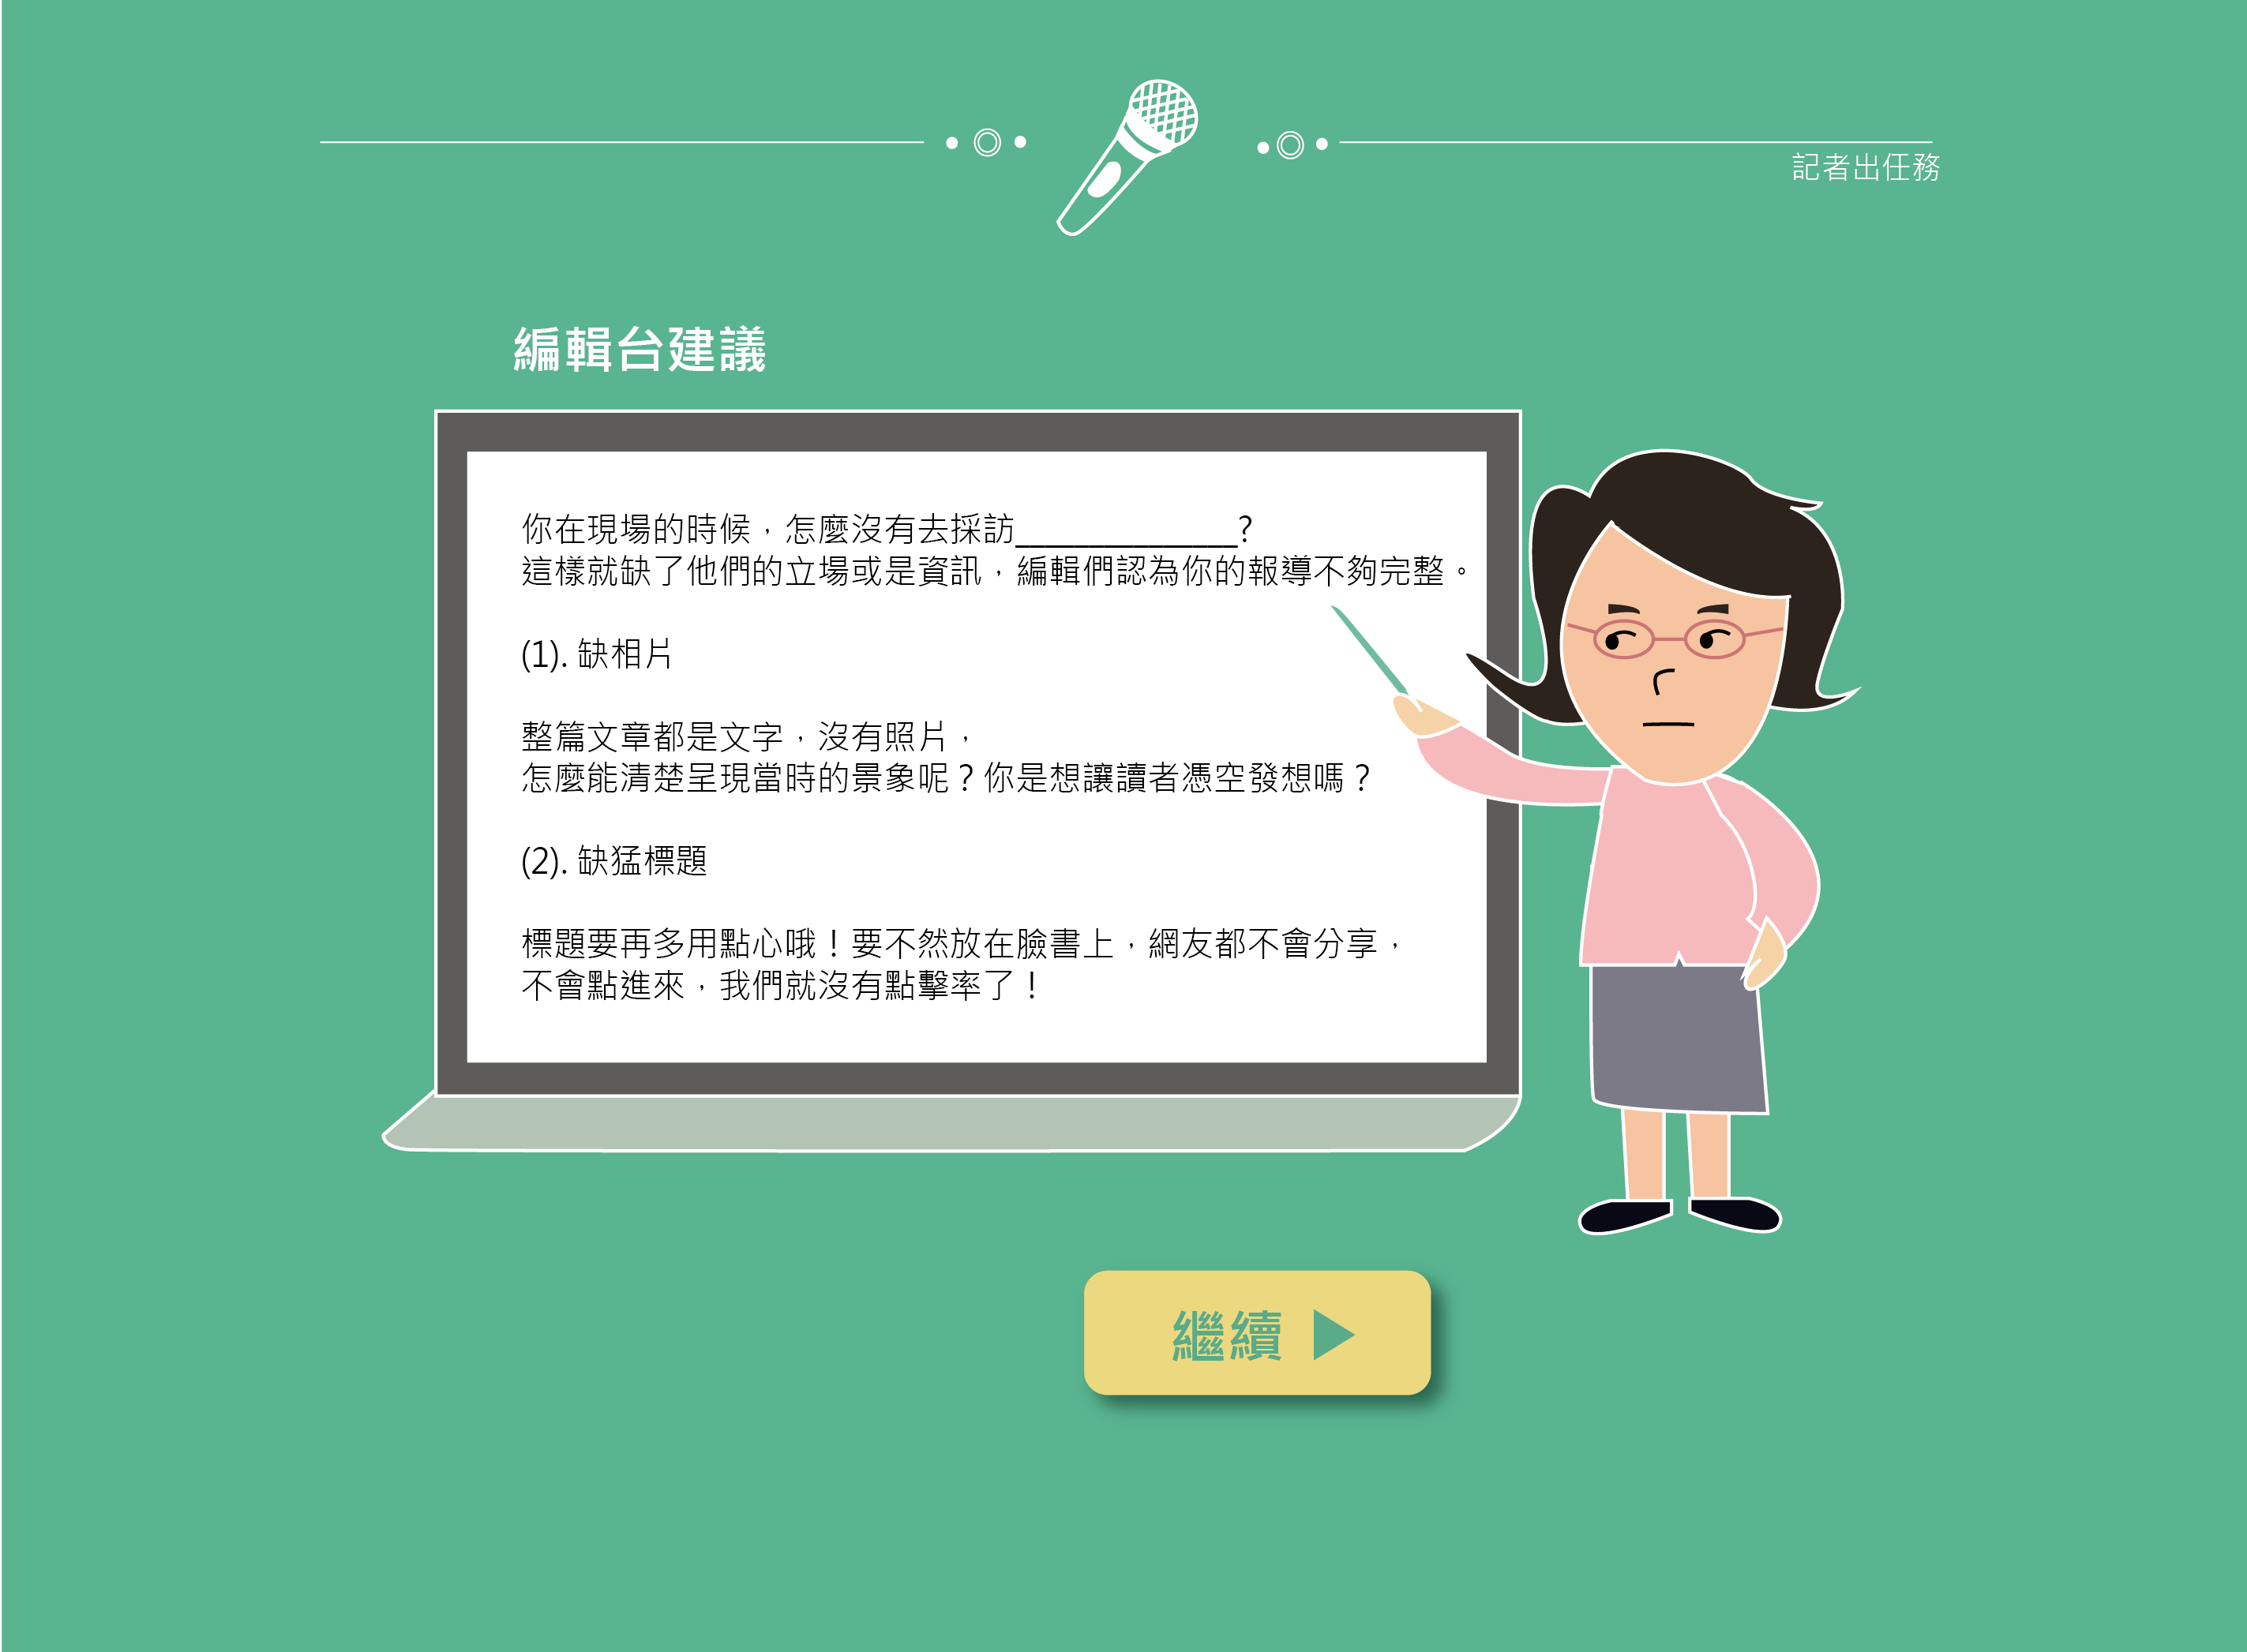 記者出任務
編輯台建議
你在現場的時候，怎麼沒有去採訪______________?
這樣就缺了他們的立場或是資訊，編輯們認為你的報導不夠完整。
(1). 缺相片
整篇文章都是文字，沒有照片，
怎麼能清楚呈現當時的景象呢？你是想讓讀者憑空發想嗎？
(2). 缺猛標題
標題要再多用點心哦！要不然放在臉書上，網友都不會分享，
不會點進來，我們就沒有點擊率了！
繼續